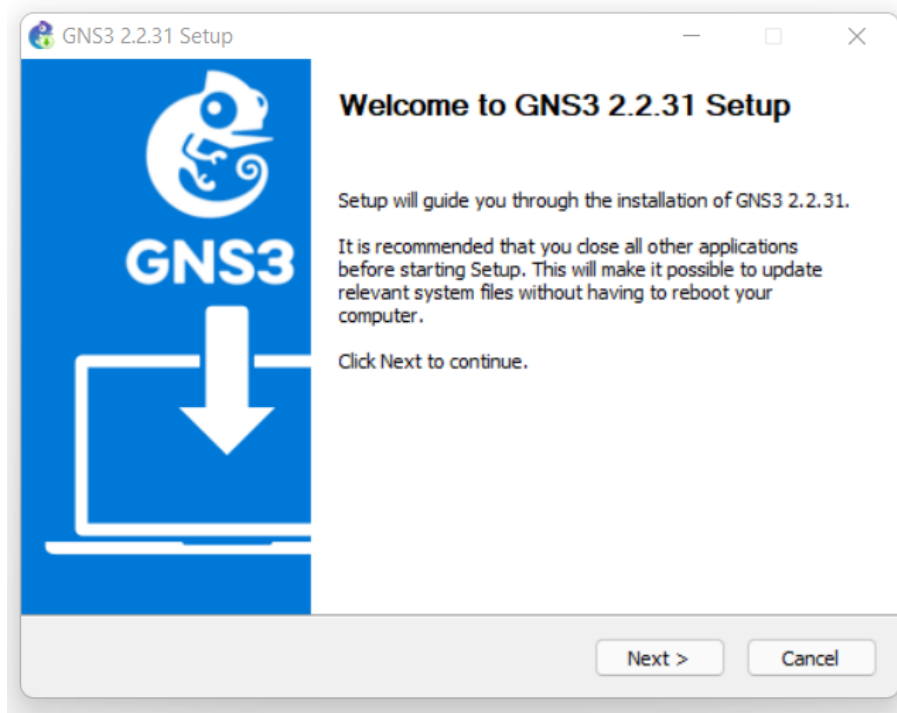 GNS3 2.2.31 Setup
GNS3
Welcome to GNS3 2.2.31 Setup
Setup will guide you through the installation of GNS3 2.2.31.
It is recommended that you close all other applications
before starting Setup. This will make it possible to update
relevant system files without having to reboot your
computer.
Click Next to continue.
Next >
Cancel